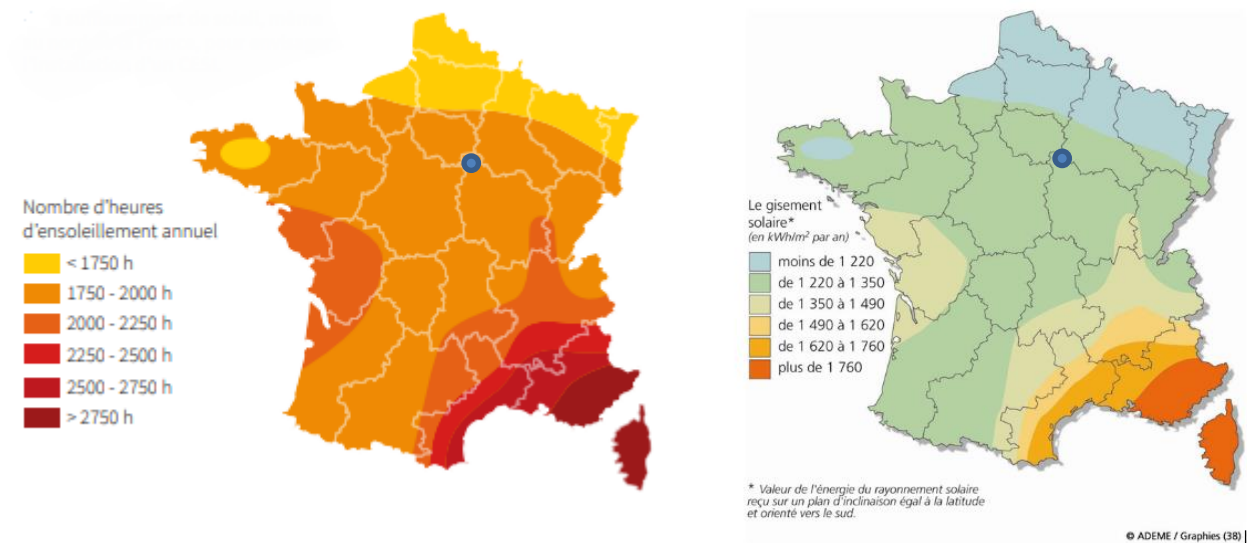 Nombre d'heures
d'ensoleillement annuel
< 1750 h
1750 - 2000 h
2000 - 2250 h
2250 - 2500 h
2500 - 2750 h
> 2750 h
Le gisement
solaire*
(en kWh/m² par an)
moins de 1 220
de 1 220 à 1 350
de 1 350 à 1 490
de 1 490 à 1 620
de 1 620 à 1 760
plus de 1 760
* Valeur de l'énergie du rayonnement solaire
reçu sur un plan d'inclinaison égal à la latitude
et orienté vers le sud.
© ADEME / Graphies (38)